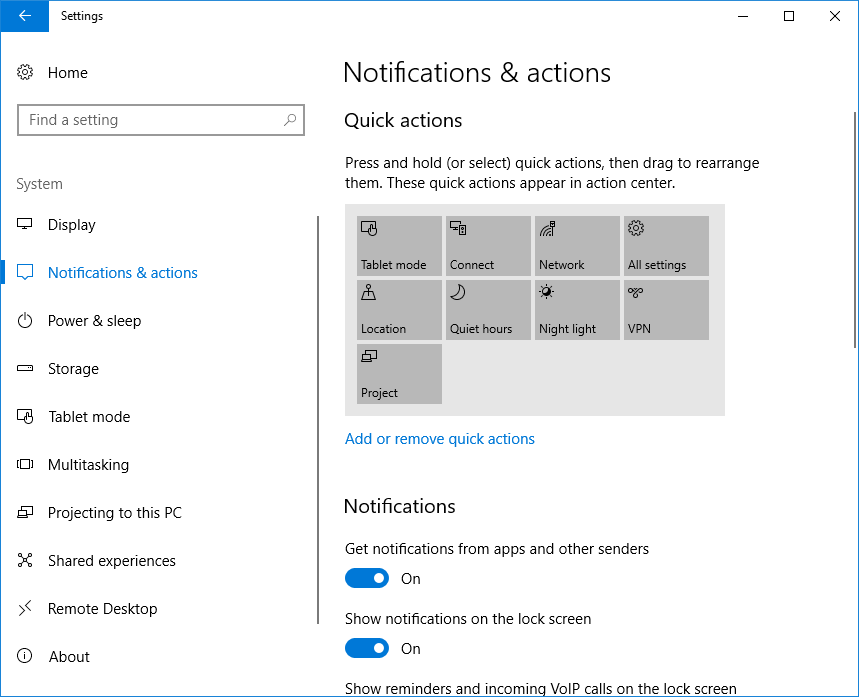 Settings
Home
Find a setting
System
Display
Notifications & actions
Power & sleep
Storage
Tablet mode
Multitasking
Projecting to this PC
Shared experiences
Remote Desktop
About
Notifications & actions
Quick actions
Press and hold (or select) quick actions, then drag to rearrange
them. These quick actions appear in action center.
Tablet mode
Connect
Network
All settings
Location
Quiet hours
Night light
VPN
Project
Add or remove quick actions
Notifications
Get notifications from apps and other senders
On
Show notifications on the lock screen
On
Show reminders and incoming VoIP calls on the lock screen